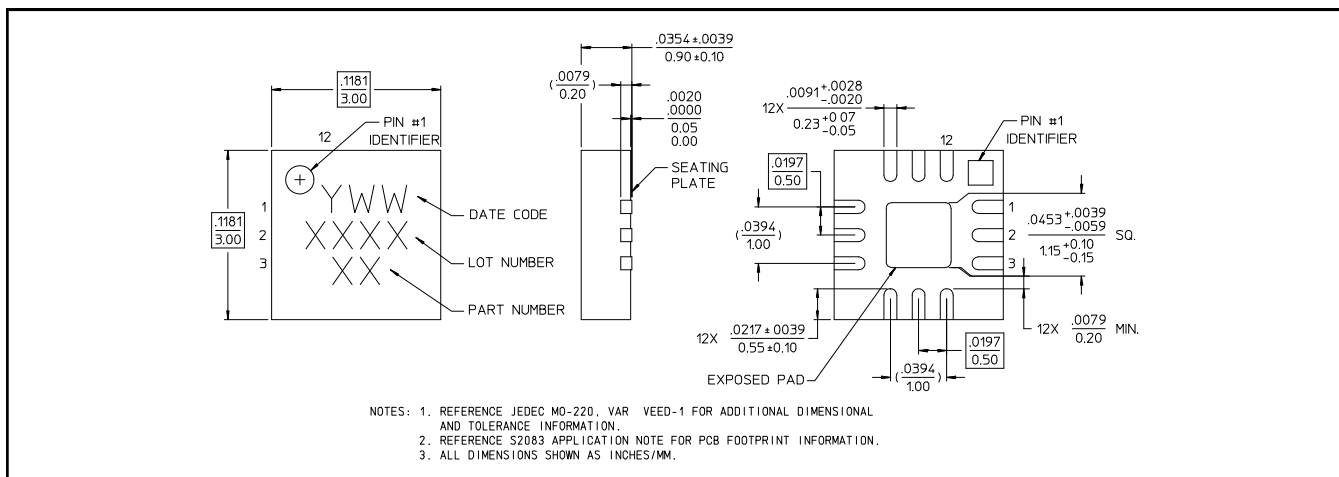 .0354±.0039
0.90±0.10
(.0079)
0.20
.1181
3.00
.0020
.0000
0.05
0.00
.0091+.0028
-.0020
12X
0.23+0 07
-0.05
PIN #1
IDENTIFIER
12
PIN #1
IDENTIFIER
12
SEATING
PLATE
.0197
0.50
YWW
DATE CODE
1
.1181
3.00
2
XXXX
LOT NUMBER
3
XX
PART NUMBER
(.0394)
1.00
1
2
3
.0453+.0039
-.0059
SQ.
1.15+0.10
-0.15
12X
.0217±0039
0.55±0.10
12X
.0079
0.20
MIN.
.0197
0.50
(.0394)
1.00
EXPOSED PAD
NOTES: 1. REFERENCE JEDEC MO-220, VAR VEED-1 FOR ADDITIONAL DIMENSIONAL
AND TOLERANCE INFORMATION.
2. REFERENCE S2083 APPLICATION NOTE FOR PCB FOOTPRINT INFORMATION.
3. ALL DIMENSIONS SHOWN AS INCHES/MM.